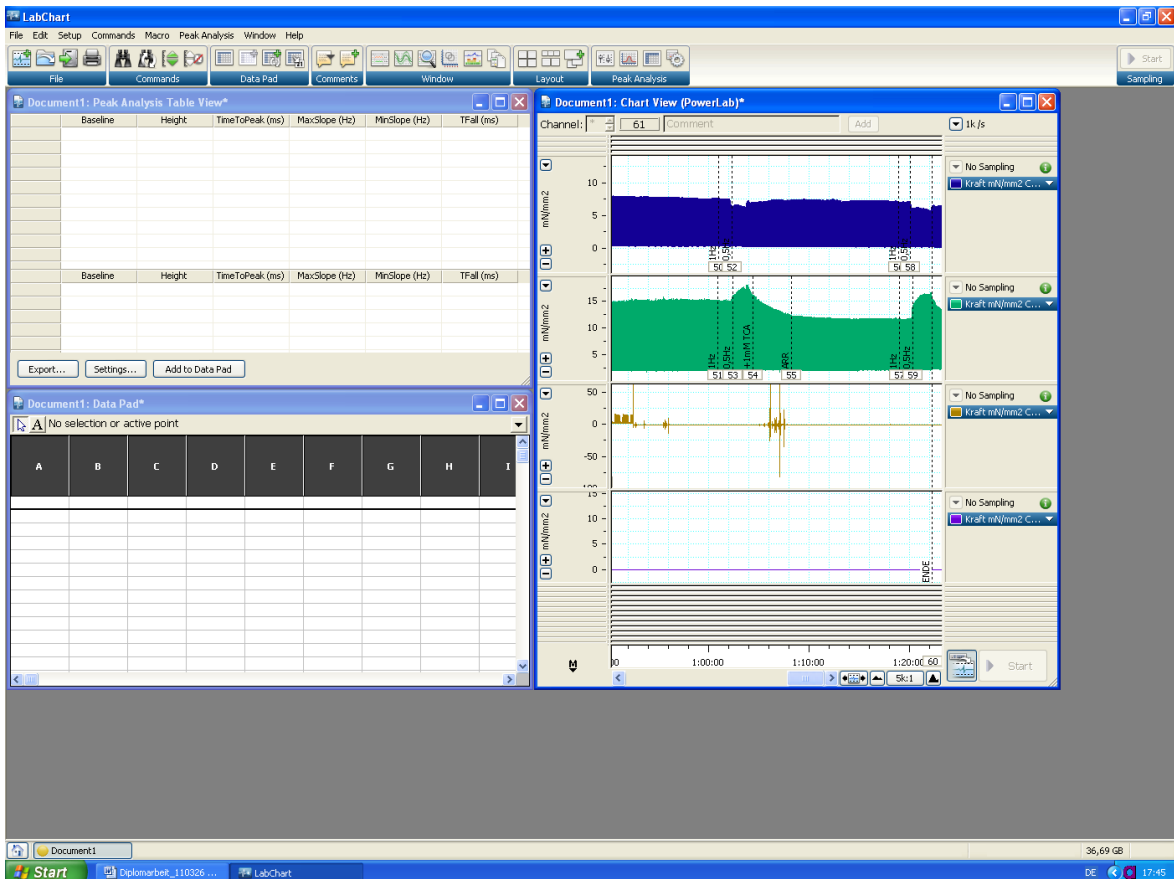 LabChart
File Edit Setup Commands Macro Peak Analysis Window Help
File Commands Data Pad Comments Window Layout Peak Analysis Start Sampling
Document1: Peak Analysis Table View*
Baseline Height TimeToPeak (ms) MaxSlope (Hz) MinSlope (Hz) TFall (ms)
Baseline Height TimeToPeak (ms) MaxSlope (Hz) MinSlope (Hz) TFall (ms)
Export... Settings... Add to Data Pad
Document1: Data Pad*
A No selection or active point
A B C D E F G H I
Document1: Chart View (PowerLab)*
Channel: * 61 Comment Add 1k /s
mN/mm2
10
5
0
1Hz 0,5Hz 1Hz 0,5Hz
50 52 58
No Sampling
Kraft mN/mm2 C...
mN/mm2
15
10
5
1Hz 0,5Hz +1mM TCA ARR 1Hz 0,5Hz
51 53 54 55 57 59
No Sampling
Kraft mN/mm2 C...
mN/mm2
50
0
-50
No Sampling
Kraft mN/mm2 C...
mN/mm2
15
10
5
0
ENDE
No Sampling
Kraft mN/mm2 C...
M 1:00:00 1:10:00 1:20:00 60
5k:1
Start
Document1 36,69 GB
Start Diplomarbeit_110326 ... LabChart DE 17:45